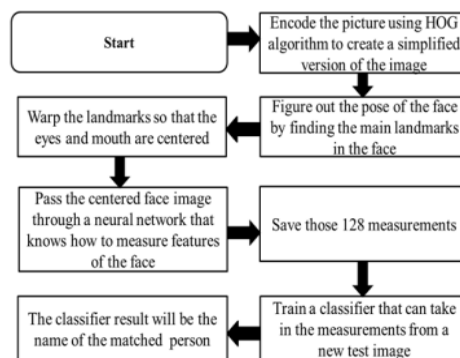 Start
Encode the picture using HOG
algorithm to create a simplified
version of the image
Figure out the pose of the face
by finding the main landmarks
in the face
Warp the landmarks so that the
eyes and mouth are centered
Pass the centered face image
through a neural network that
knows how to measure features
of the face
Save those 128 measurements
Train a classifier that can take
in the measurements from a
new test image
The classifier result will be the
name of the matched person